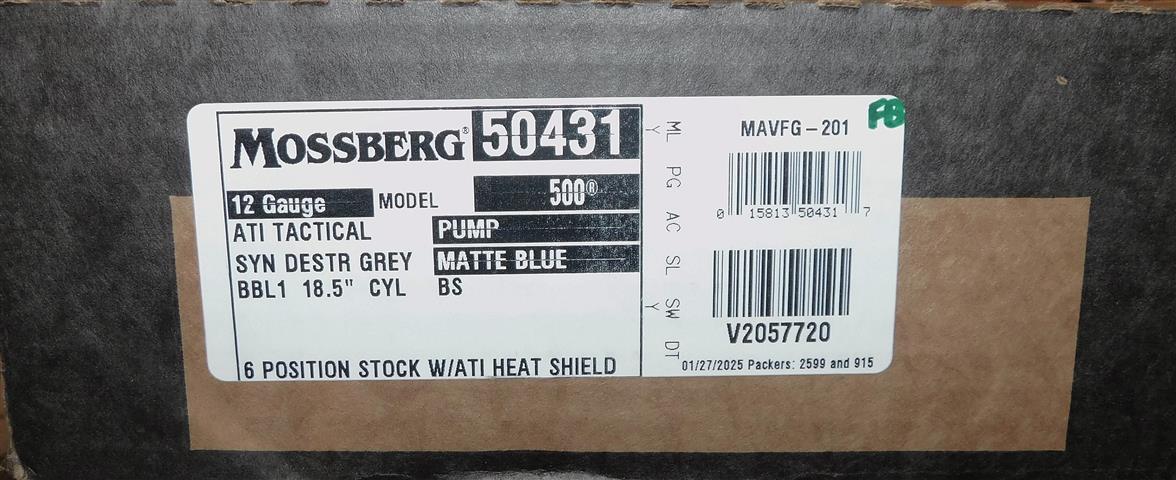 MOSSBERG® 50431
12 Gauge MODEL 500®
ATI TACTICAL PUMP
SYN DESTR GREY MATTE BLUE
BBL1 18.5" CYL BS
6 POSITION STOCK W/ATI HEAT SHIELD
ML PG AC SL SW DT
Y Y
MAVFG-201
FB
0 15813 50431 7
V2057720
01/27/2025 Packers: 2599 and 915